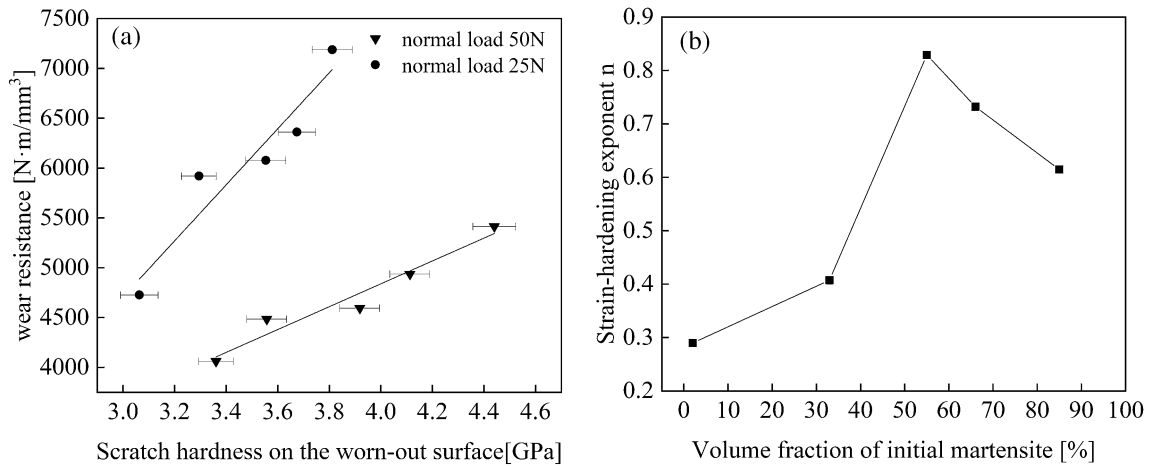 (a)
normal load 50N
normal load 25N
wear resistance [N·m/mm³]
7500
7000
6500
6000
5500
5000
4500
4000
3.0 3.2 3.4 3.6 3.8 4.0 4.2 4.4 4.6
Scratch hardness on the worn-out surface[GPa]
(b)
Strain-hardening exponent n
0.9
0.8
0.7
0.6
0.5
0.4
0.3
0.2
0 10 20 30 40 50 60 70 80 90 100
Volume fraction of initial martensite [%]